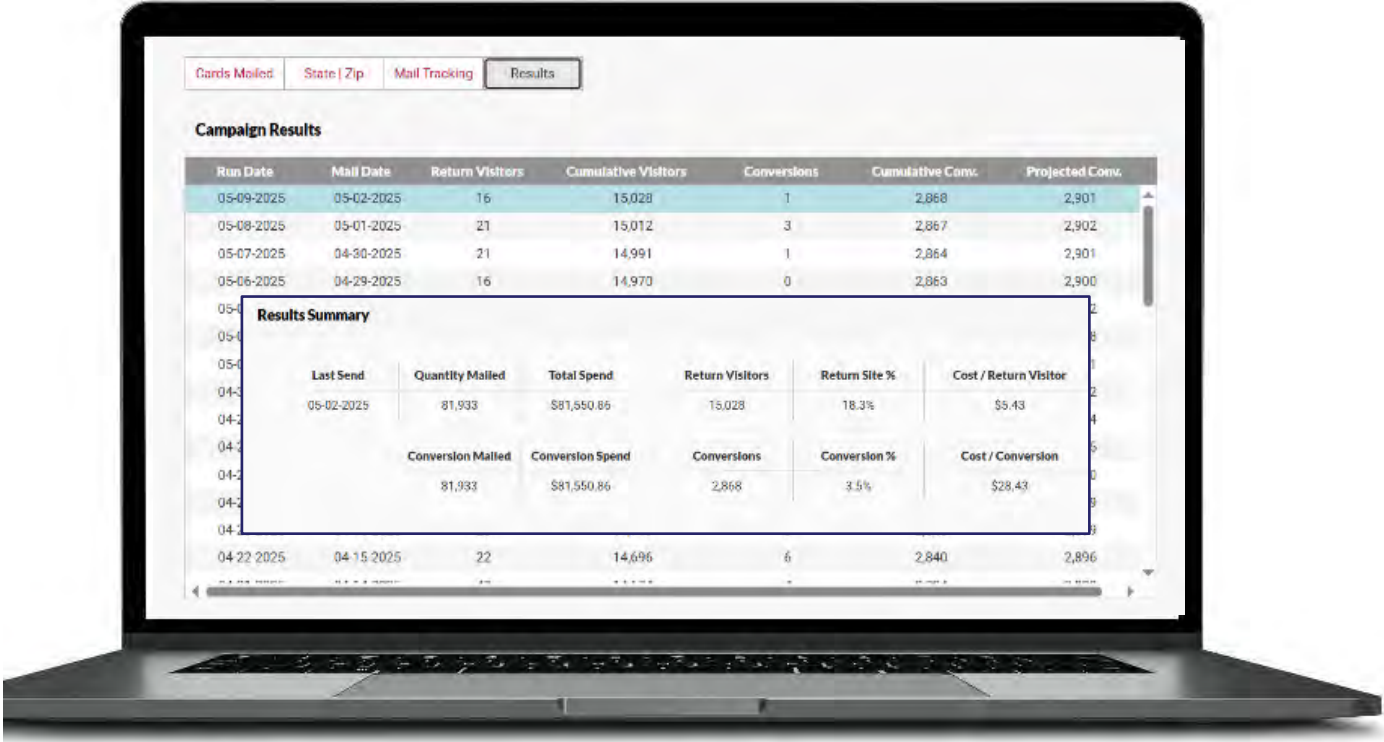 Cards Mailed State | Zip Mail Tracking Results
Campaign Results
Run Date Mail Date Return Visitors Cumulative Visitors Conversions Cumulative Conv. Projected Conv.
05-09-2025 05-02-2025 16 15,028 1 2,868 2,901
05-08-2025 05-01-2025 21 15,012 3 2,867 2,902
05-07-2025 04-30-2025 21 14,991 1 2,864 2,901
05-06-2025 04-29-2025 16 14,970 0 2,863 2,900
Results Summary
Last Send Quantity Mailed Total Spend Return Visitors Return Site % Cost / Return Visitor
05-02-2025 81,933 $81,550.86 15,028 18.3% $5.43
Conversion Mailed Conversion Spend Conversions Conversion % Cost / Conversion
81,933 $81,550.86 2,868 3.5% $28.43
04-22-2025 04-15-2025 22 14,696 6 2,840 2,896